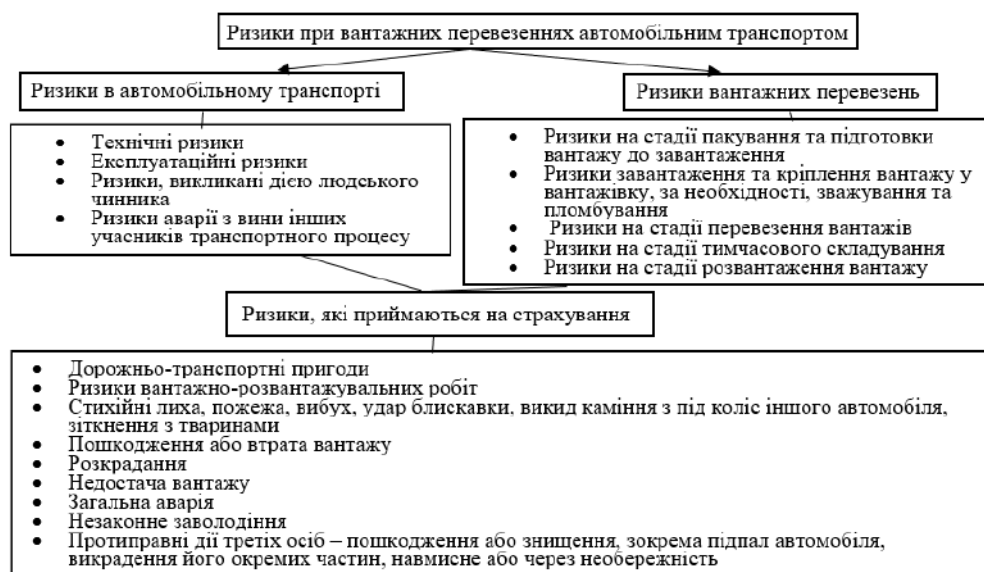 Ризики при вантажних перевезеннях автомобільним транспортом
Ризики в автомобільному транспорті
Ризики вантажних перевезень
• Технічні ризики
• Експлуатаційні ризики
• Ризики, викликані дією людського
чинника
• Ризики аварії з вини інших
учасників транспортного процесу
• Ризики на стадії пакування та підготовки
вантажу до завантаження
• Ризики завантаження та кріплення вантажу у
вантажівку, за необхідності, зважування та
пломбування
• Ризики на стадії перевезення вантажів
• Ризики на стадії тимчасового складування
• Ризики на стадії розвантаження вантажу
Ризики, які приймаються на страхування
• Дорожньо-транспортні пригоди
• Ризики вантажно-розвантажувальних робіт
• Стихійні лиха, пожежа, вибух, удар блискавки, викид каміння з під коліс іншого автомобіля,
зіткнення з тваринами
• Пошкодження або втрата вантажу
• Розкрадання
• Недостача вантажу
• Загальна аварія
• Незаконне заволодіння
• Протиправні дії третіх осіб – пошкодження або знищення, зокрема підпал автомобіля,
викрадення його окремих частин, навмисне або через необережність